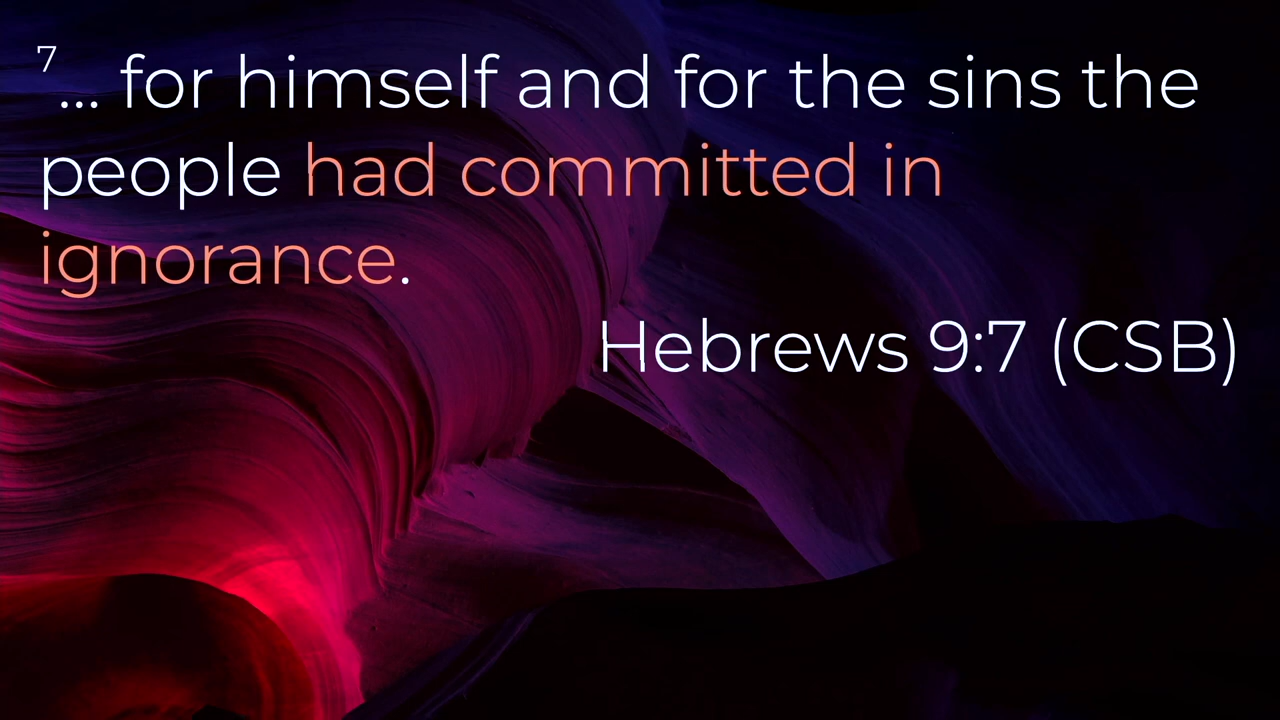 7... for himself and for the sins the
people had committed in
ignorance.
Hebrews 9:7 (CSB)